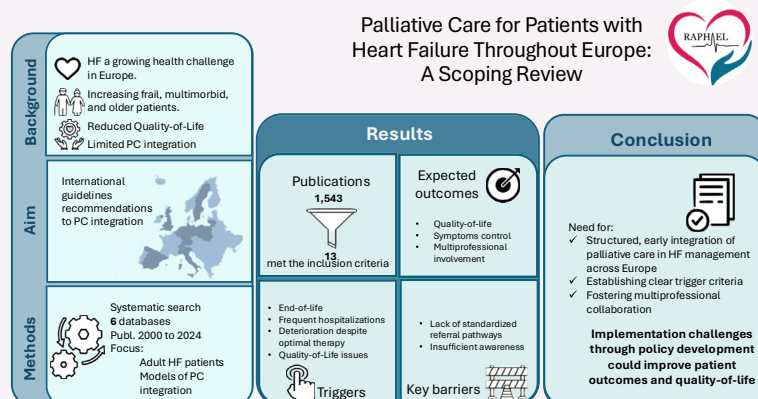 Palliative Care for Patients with
Heart Failure Throughout Europe:
A Scoping Review
RAPHAEL
Background
HF a growing health challenge
in Europe.
Increasing frail, multimorbid,
and older patients.
Reduced Quality-of-Life
Limited PC integration
Aim
International
guidelines
recommendations
to PC integration
Methods
Systematic search
6 databases
Publ. 2000 to 2024
Focus:
Adult HF patients
Models of PC
integration
Results
Publications
1,543
13
met the inclusion criteria
Expected
outcomes
• Quality-of-life
• Symptoms control
• Multiprofessional
involvement
• End-of-life
• Frequent hospitalizations
• Deterioration despite
optimal therapy
• Quality-of-Life issues
Triggers
• Lack of standardized
referral pathways
• Insufficient awareness
Key barriers
Conclusion
Need for:
✓ Structured, early integration of
palliative care in HF management
across Europe
✓ Establishing clear trigger criteria
✓ Fostering multiprofessional
collaboration
Implementation challenges
through policy development
could improve patient
outcomes and quality-of-life